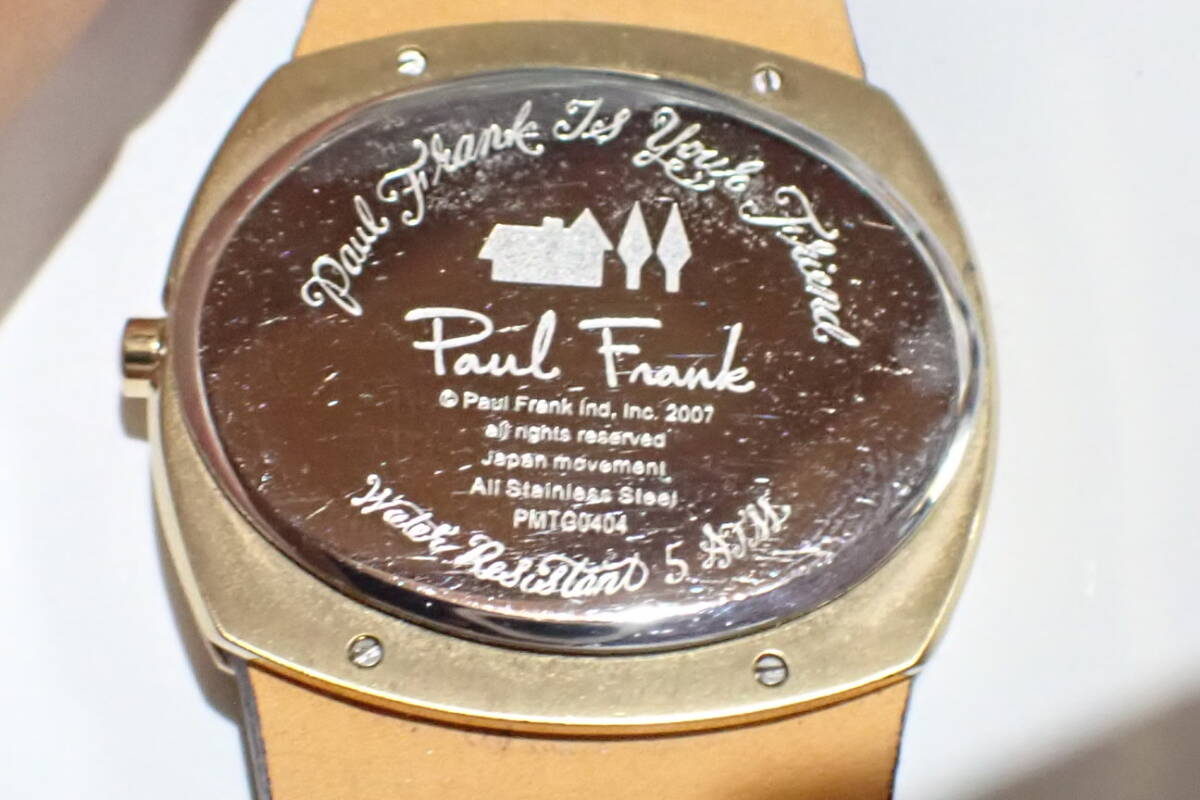 Paul Frank Is Your Friend
Paul Frank
© Paul Frank Ind, Inc. 2007
all rights reserved
Japan movement
All Stainless Steel
PMTG0404
Water Resistant 5 ATM